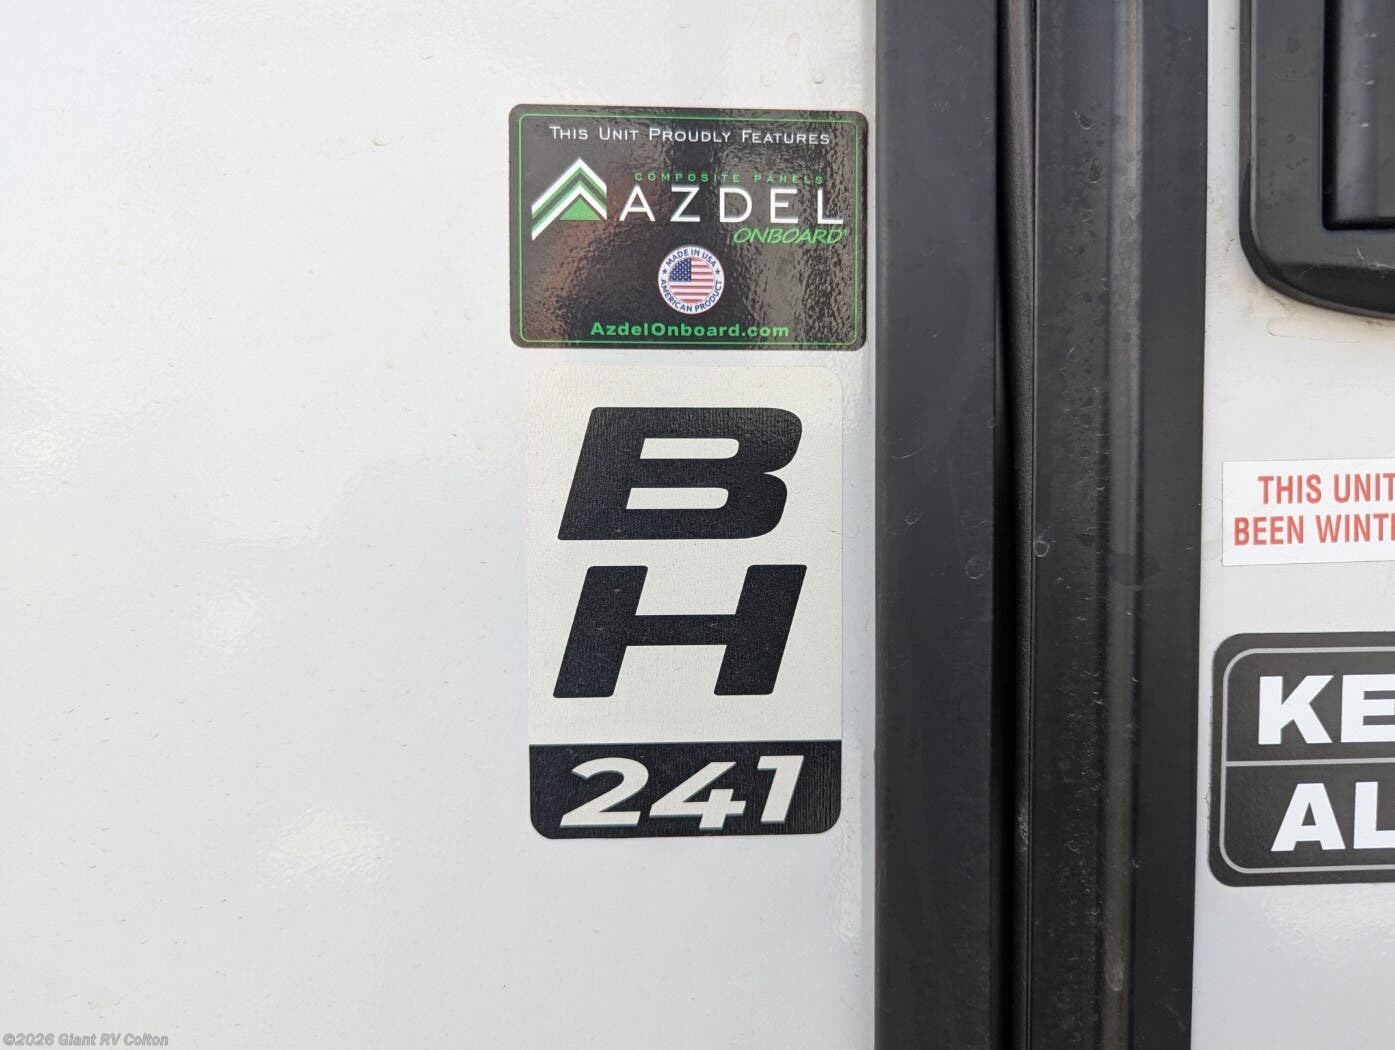 THIS UNIT PROUDLY FEATURES
COMPOSITE PANELS
AZDEL
ONBOARD®
MADE IN USA
AMERICAN PRODUCT
AzdelOnboard.com
BH
241
THIS UNIT
BEEN WINT
KE
AL
©2026 Giant RV Colton